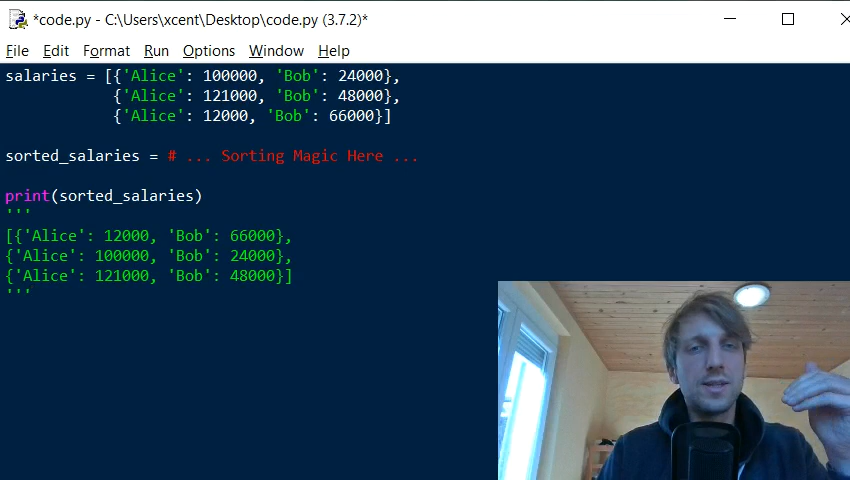 *code.py - C:\Users\xcent\Desktop\code.py (3.7.2)*
File Edit Format Run Options Window Help
salaries = [{'Alice': 100000, 'Bob': 24000},
            {'Alice': 121000, 'Bob': 48000},
            {'Alice': 12000, 'Bob': 66000}]
sorted_salaries = # ... Sorting Magic Here ...
print(sorted_salaries)
'''
[{'Alice': 12000, 'Bob': 66000},
{'Alice': 100000, 'Bob': 24000},
{'Alice': 121000, 'Bob': 48000}]
'''